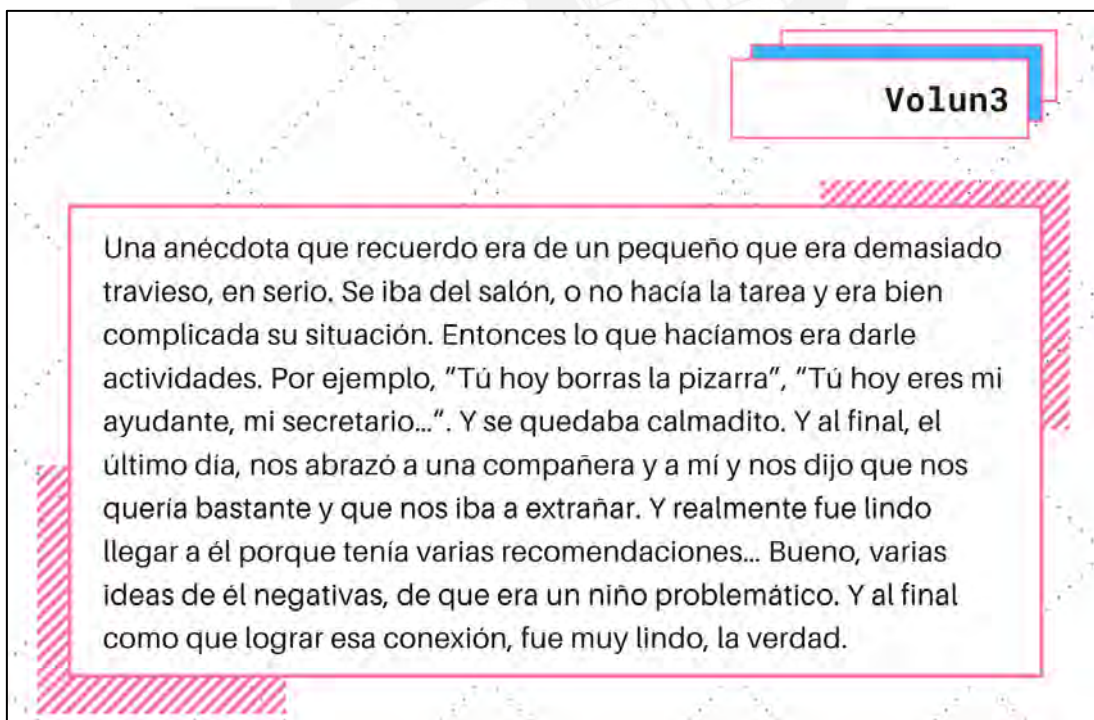 Volun3
Una anécdota que recuerdo era de un pequeño que era demasiado
travieso, en serio. Se iba del salón, o no hacía la tarea y era bien
complicada su situación. Entonces lo que hacíamos era darle
actividades. Por ejemplo, “Tú hoy borras la pizarra”, “Tú hoy eres mi
ayudante, mi secretario...“. Y se quedaba calmadito. Y al final, el
último día, nos abrazó a una compañera y a mí y nos dijo que nos
quería bastante y que nos iba a extrañar. Y realmente fue lindo
llegar a él porque tenía varias recomendaciones... Bueno, varias
ideas de él negativas, de que era un niño problemático. Y al final
como que lograr esa conexión, fue muy lindo, la verdad.